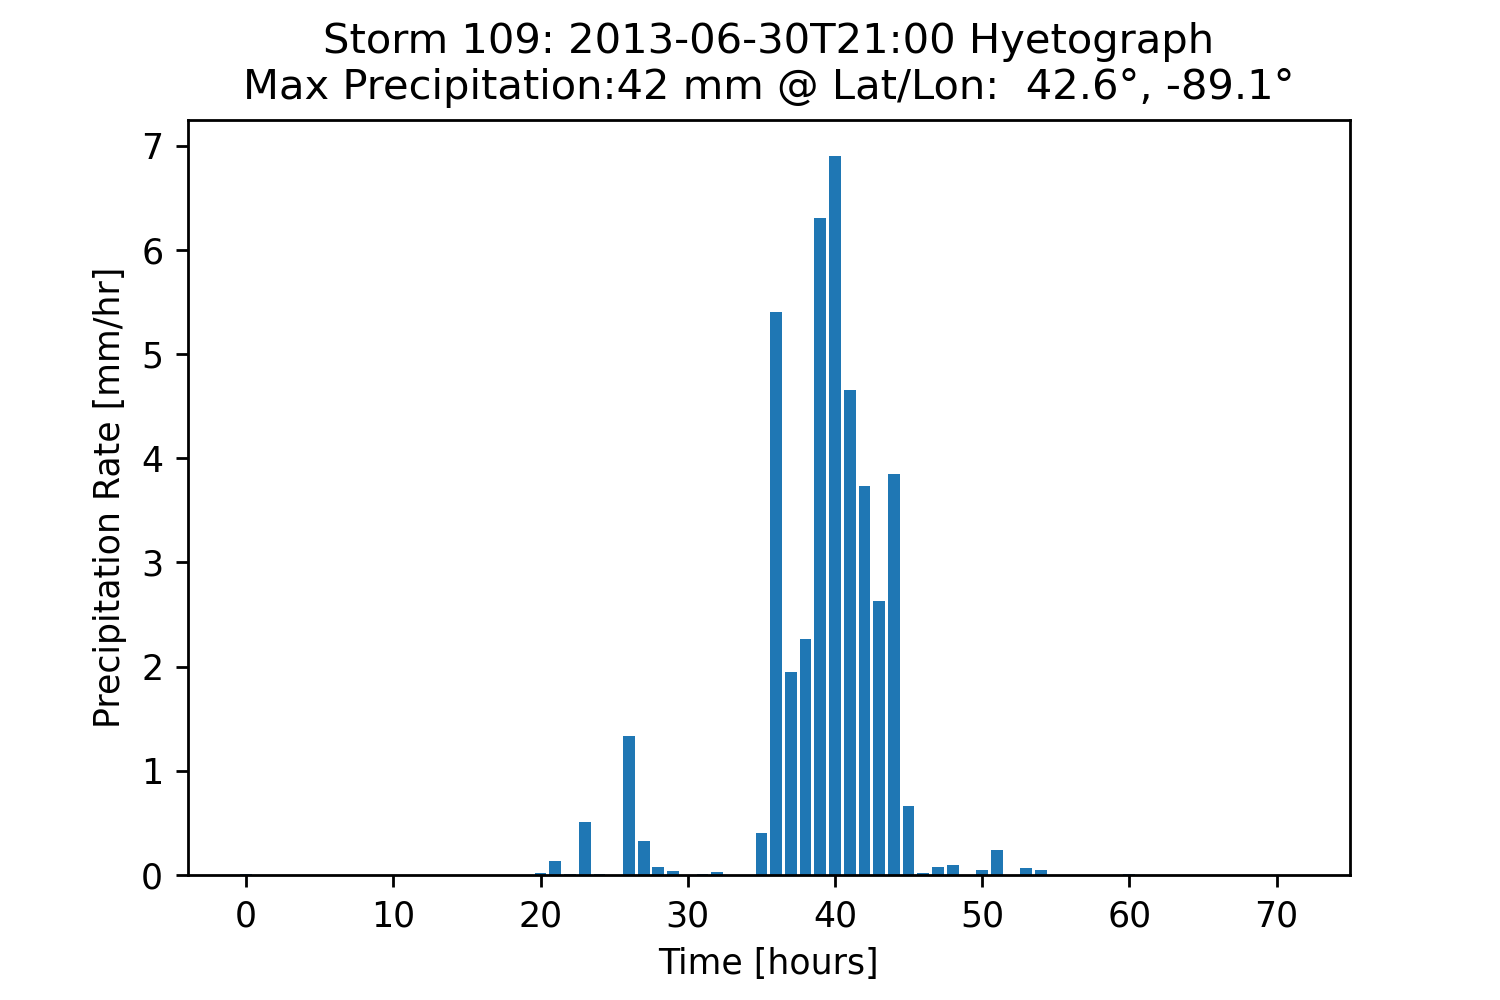 Storm 109: 2013-06-30T21:00 Hyetograph
Max Precipitation:42 mm @ Lat/Lon:  42.6°, -89.1°
7
6
5
4
3
2
1
0
Precipitation Rate [mm/hr]
0 10 20 30 40 50 60 70
Time [hours]